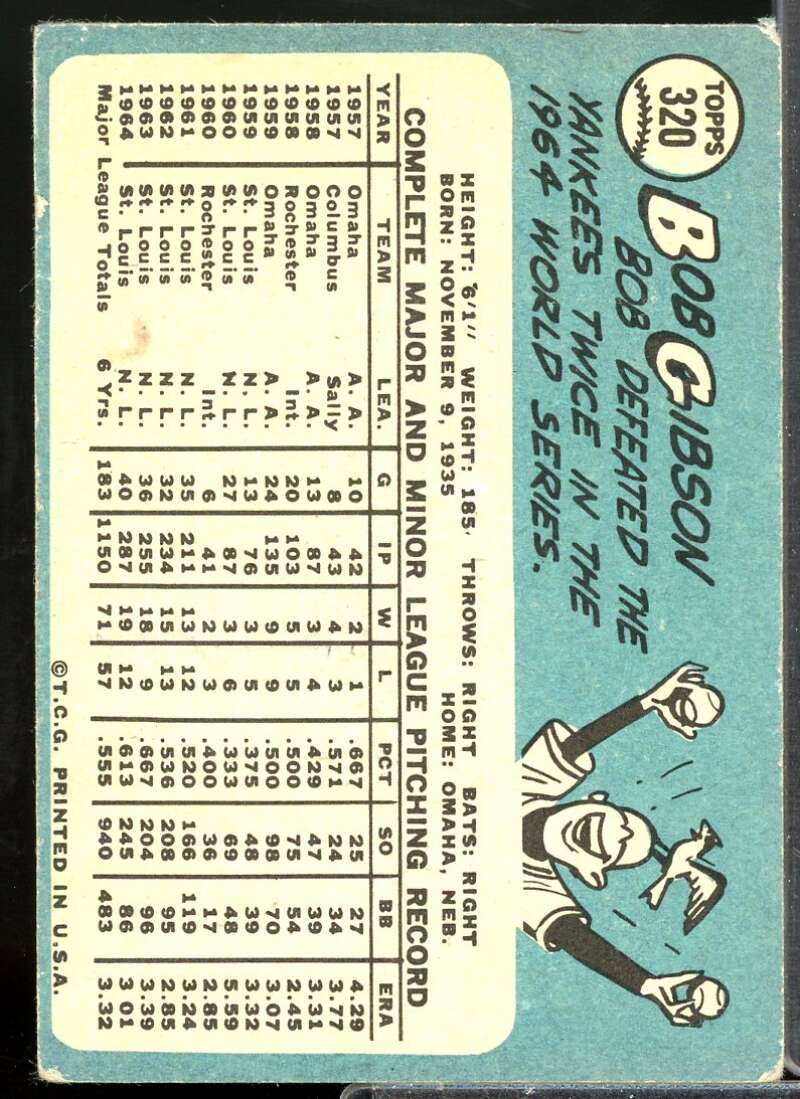 TOPPS
320
BOB GIBSON
BOB DEFEATED THE
YANKEES TWICE IN THE
1964 WORLD SERIES.
HEIGHT: 6'1" WEIGHT: 185 THROWS: RIGHT BATS: RIGHT
BORN: NOVEMBER 9, 1935 HOME: OMAHA, NEB.
COMPLETE MAJOR AND MINOR LEAGUE PITCHING RECORD
YEAR TEAM LEA. G IP W L PCT SO BB ERA
1957 Omaha A. A. 10 42 2 1 .667 25 27 4.29
1957 Columbus Sally 8 43 4 3 .571 24 34 3.77
1958 Omaha A. A. 13 87 3 4 .429 47 39 3.31
1958 Rochester Int. 20 103 5 5 .500 75 54 2.45
1959 Omaha A. A. 24 135 9 9 .500 98 70 3.07
1959 St. Louis N. L. 13 76 3 5 .375 48 39 3.32
1960 St. Louis N. L. 27 87 3 6 .333 69 48 5.59
1960 Rochester Int. 6 41 2 3 .400 36 17 2.85
1961 St. Louis N. L. 35 211 13 12 .520 166 119 3.24
1962 St. Louis N. L. 32 234 15 13 .536 208 95 2.85
1963 St. Louis N. L. 36 255 18 9 .667 204 96 3.39
1964 St. Louis N. L. 40 287 19 12 .613 245 86 3.01
Major League Totals 6 Yrs. 183 1150 71 57 .555 940 483 3.32
©T.C.G. PRINTED IN U.S.A.